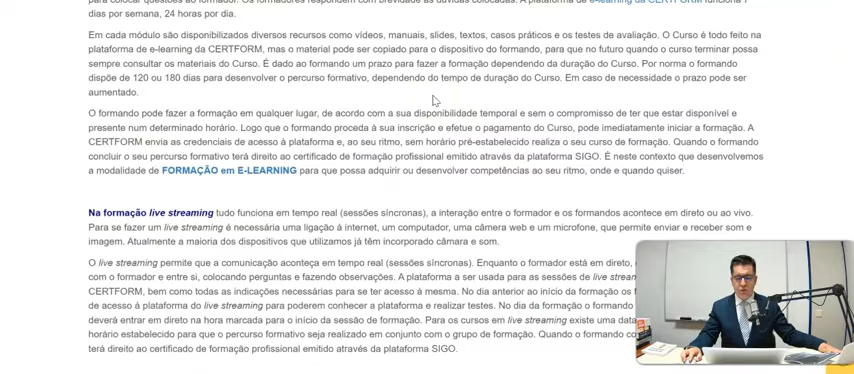 para colocar questões ao formador. Os formadores respondem com brevidade às dúvidas colocadas. A plataforma de e-learning da CERTFORM funciona 7
dias por semana, 24 horas por dia.
Em cada módulo são disponibilizados diversos recursos como vídeos, manuais, slides, textos, casos práticos e os testes de avaliação. O Curso é todo feito na
plataforma de e-learning da CERTFORM, mas o material pode ser copiado para o dispositivo do formando, para que no futuro quando o curso terminar possa
sempre consultar os materiais do Curso. É dado ao formando um prazo para fazer a formação dependendo da duração do Curso. Por norma o formando
dispõe de 120 ou 180 dias para desenvolver o percurso formativo, dependendo do tempo de duração do Curso. Em caso de necessidade o prazo pode ser
aumentado.
O formando pode fazer a formação em qualquer lugar, de acordo com a sua disponibilidade temporal e sem o compromisso de ter que estar disponível e
presente num determinado horário. Logo que o formando proceda à sua inscrição e efetue o pagamento do Curso, pode imediatamente iniciar a formação. A
CERTFORM envia as credenciais de acesso à plataforma e, ao seu ritmo, sem horário pré-estabelecido realiza o seu curso de formação. Quando o formando
concluir o seu percurso formativo terá direito ao certificado de formação profissional emitido através da plataforma SIGO. É neste contexto que desenvolvemos
a modalidade de FORMAÇÃO em E-LEARNING para que possa adquirir ou desenvolver competências ao seu ritmo, onde e quando quiser.
Na formação live streaming tudo funciona em tempo real (sessões síncronas), a interação entre o formador e os formandos acontece em direto ou ao vivo.
Para se fazer um live streaming é necessária uma ligação à internet, um computador, uma câmera web e um microfone, que permite enviar e receber som e
imagem. Atualmente a maioria dos dispositivos que utilizamos já têm incorporado câmara e som.
O live streaming permite que a comunicação aconteça em tempo real (sessões síncronas). Enquanto o formador está em direto,
com o formador e entre si, colocando perguntas e fazendo observações. A plataforma a ser usada para as sessões de live strea
CERTFORM, bem como todas as indicações necessárias para se ter acesso à mesma. No dia anterior ao início da formação os f
de acesso à plataforma do live streaming para poderem conhecer a plataforma e realizar testes. No dia da formação o formando
deverá entrar em direto na hora marcada para o início da sessão de formação. Para os cursos em live streaming existe uma data
horário estabelecido para que o percurso formativo seja realizado em conjunto com o grupo de formação. Quando o formando co
terá direito ao certificado de formação profissional emitido através da plataforma SIGO.